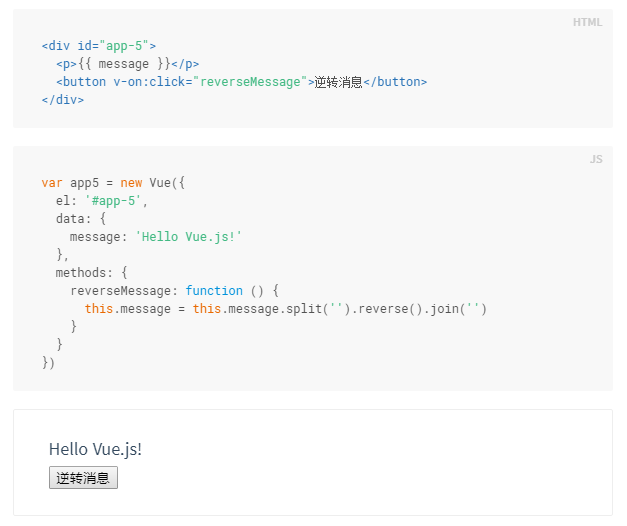 HTML
<div id="app-5">
  <p>{{ message }}</p>
  <button v-on:click="reverseMessage">逆转消息</button>
</div>
JS
var app5 = new Vue({
  el: '#app-5',
  data: {
    message: 'Hello Vue.js!'
  },
  methods: {
    reverseMessage: function () {
      this.message = this.message.split('').reverse().join('')
    }
  }
})
Hello Vue.js!
逆转消息